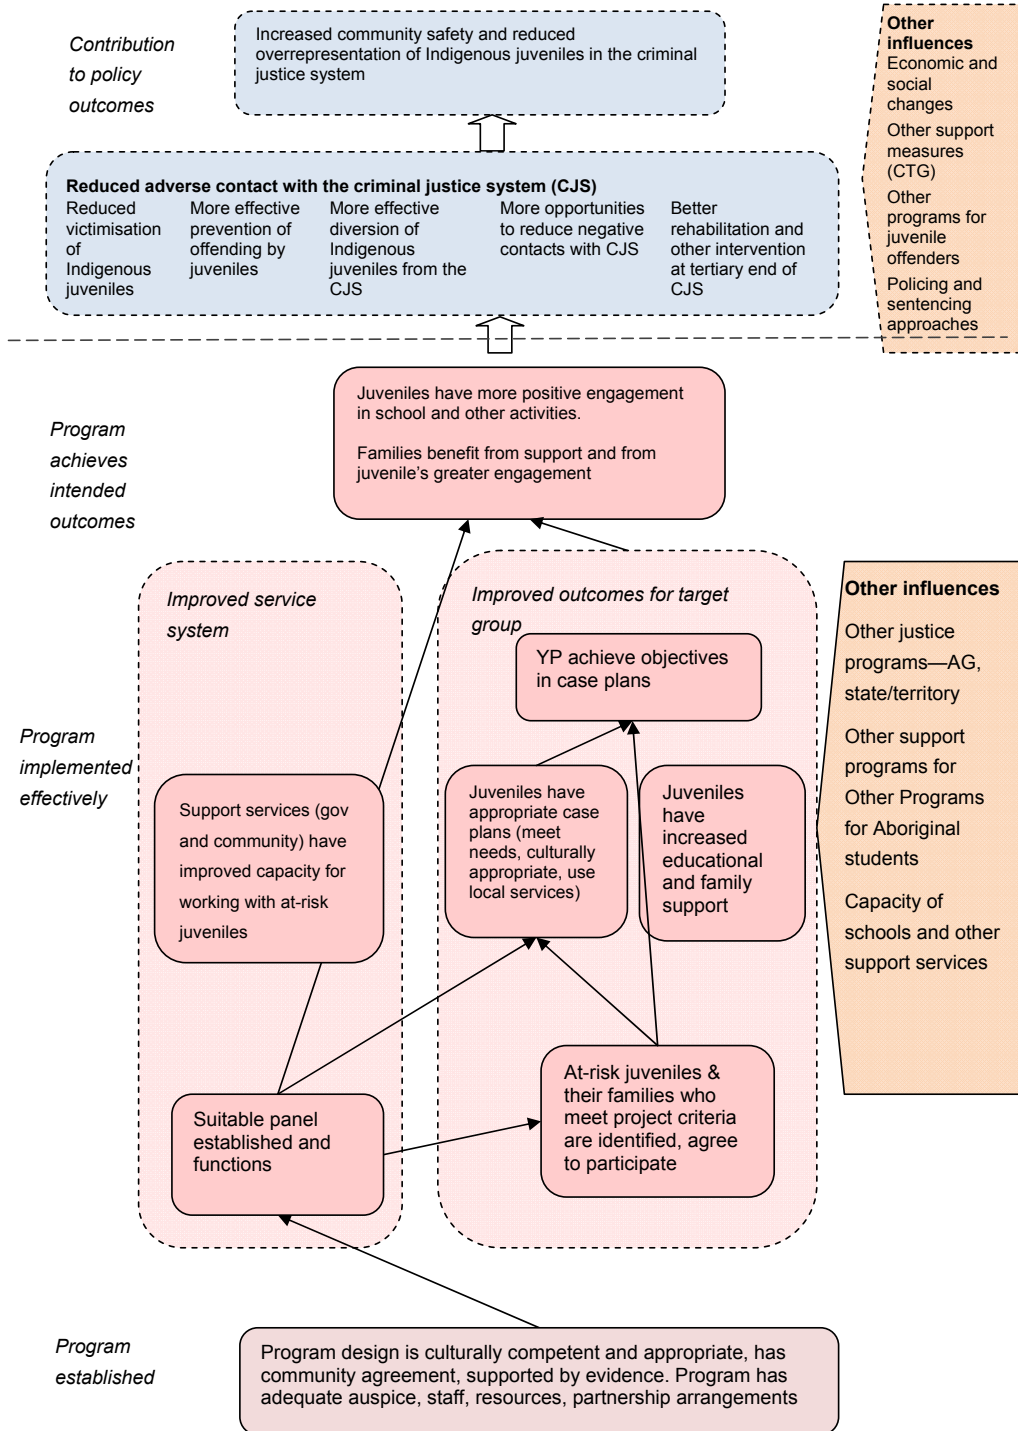 Contribution
to policy
outcomes
Increased community safety and reduced
overrepresentation of Indigenous juveniles in the criminal
justice system
Other
influences
Economic and
social
changes
Other support
measures
(CTG)
Other
programs for
juvenile
offenders
Policing and
sentencing
approaches
Reduced adverse contact with the criminal justice system (CJS)
Reduced
victimisation
of
Indigenous
juveniles
More effective
prevention of
offending by
juveniles
More effective
diversion of
Indigenous
juveniles from the
CJS
More opportunities
to reduce negative
contacts with CJS
Better
rehabilitation and
other intervention
at tertiary end of
CJS
Program
achieves
intended
outcomes
Juveniles have more positive engagement
in school and other activities.
Families benefit from support and from
juvenile’s greater engagement
Program
implemented
effectively
Improved service
system
Support services (gov
and community) have
improved capacity for
working with at-risk
juveniles
Suitable panel
established and
functions
Improved outcomes for target
group
YP achieve objectives
in case plans
Juveniles have
appropriate case
plans (meet
needs, culturally
appropriate, use
local services)
Juveniles
have
increased
educational
and family
support
At-risk juveniles &
their families who
meet project criteria
are identified, agree
to participate
Other influences
Other justice
programs—AG,
state/territory
Other support
programs for
Other Programs
for Aboriginal
students
Capacity of
schools and other
support services
Program
established
Program design is culturally competent and appropriate, has
community agreement, supported by evidence. Program has
adequate auspice, staff, resources, partnership arrangements